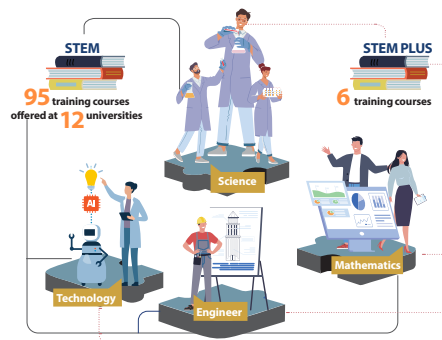 STEM
95 training courses
offered at 12 universities
STEM PLUS
6 training courses
Science
AI
Technology
Engineer
Mathematics